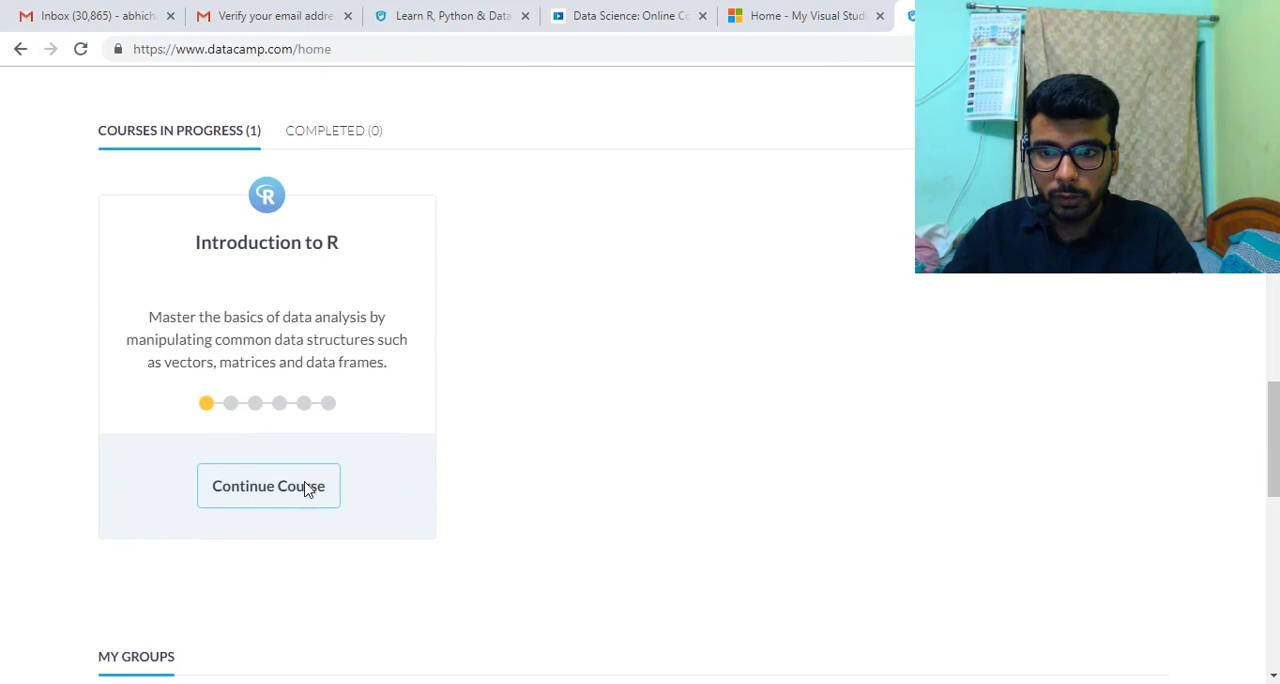 Inbox (30,865) - abhich
Verify your email addre
Learn R, Python & Data
Data Science: Online Co
Home - My Visual Stud
https://www.datacamp.com/home
COURSES IN PROGRESS (1)
COMPLETED (0)
R
Introduction to R
Master the basics of data analysis by
manipulating common data structures such
as vectors, matrices and data frames.
Continue Course
MY GROUPS